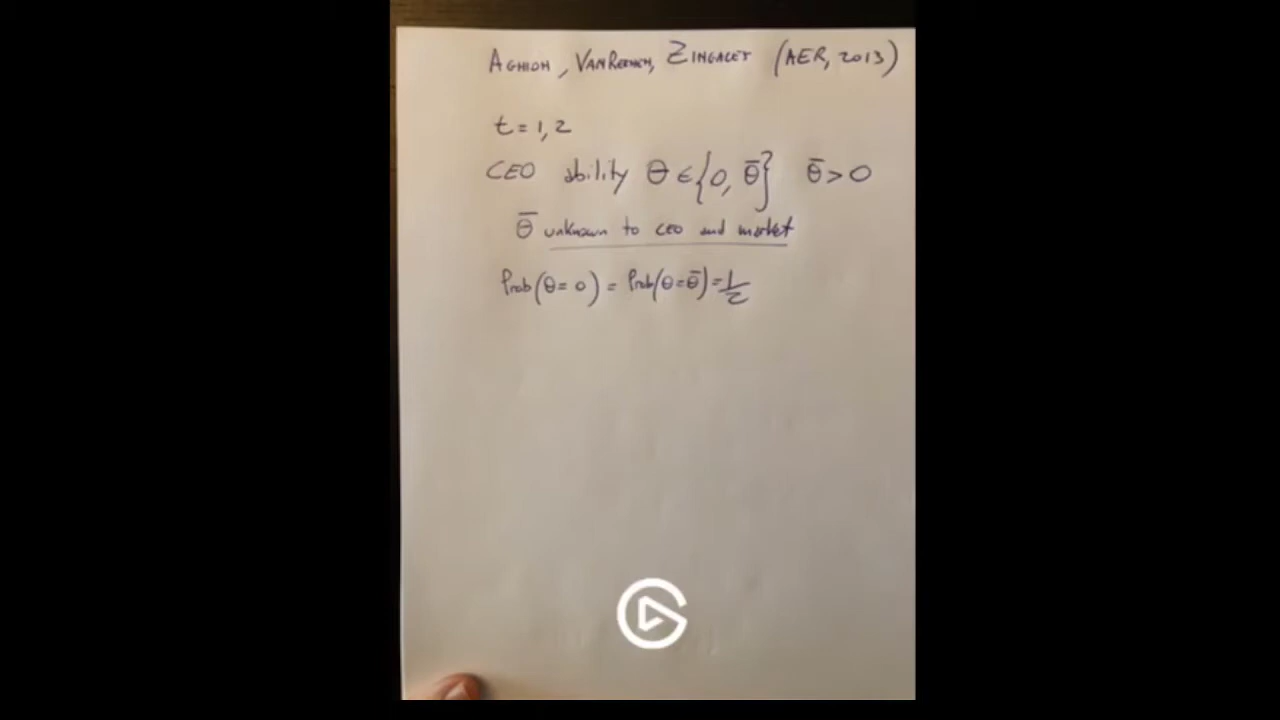 AGHION, VANREENEN, ZINGALES (AER, 2013)
t = 1, 2
CEO ability θ ∈ {0, θ̄} θ̄ > 0
θ̄ unknown to CEO and market
Prob(θ = 0) = Prob(θ = θ̄) = 1/2